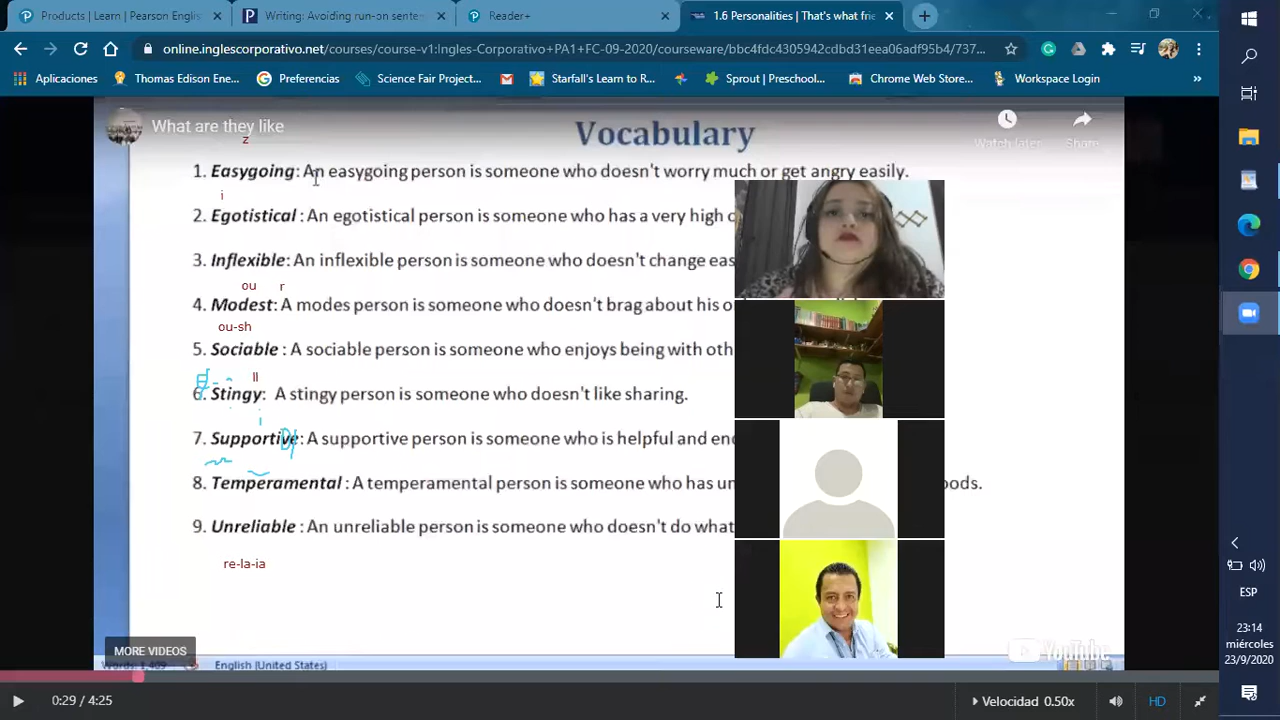 Products | Learn | Pearson Englis
Writing: Avoiding run-on senten
Reader+
1.6 Personalities | That's what frie
online.inglescorporativo.net/courses/course-v1:Ingles-Corporativo+PA1+FC-09-2020/courseware/bbc4fdc4305942cdbd31eea06adf95b4/737...
Aplicaciones
Thomas Edison Ene...
Preferencias
Science Fair Project...
Starfall's Learn to R...
Sprout | Preschool...
Chrome Web Store...
Workspace Login
»
What are they like
Vocabulary
Watch later
Share
z
1. Easygoing: An easygoing person is someone who doesn't worry much or get angry easily.
i
2. Egotistical : An egotistical person is someone who has a very high
3. Inflexible: An inflexible person is someone who doesn't change eas
ou r
4. Modest: A modes person is someone who doesn't brag about his o
ou-sh
5. Sociable : A sociable person is someone who enjoys being with oth
ll
6. Stingy: A stingy person is someone who doesn't like sharing.
i
7. Supportive: A supportive person is someone who is helpful and en
8. Temperamental : A temperamental person is someone who has un oods.
9. Unreliable : An unreliable person is someone who doesn't do what
re-la-ia
MORE VIDEOS
YouTube
Words: 1,409
English (United States)
0:29 / 4:25
Velocidad 0.50x
HD
ESP
23:14
miércoles
23/9/2020